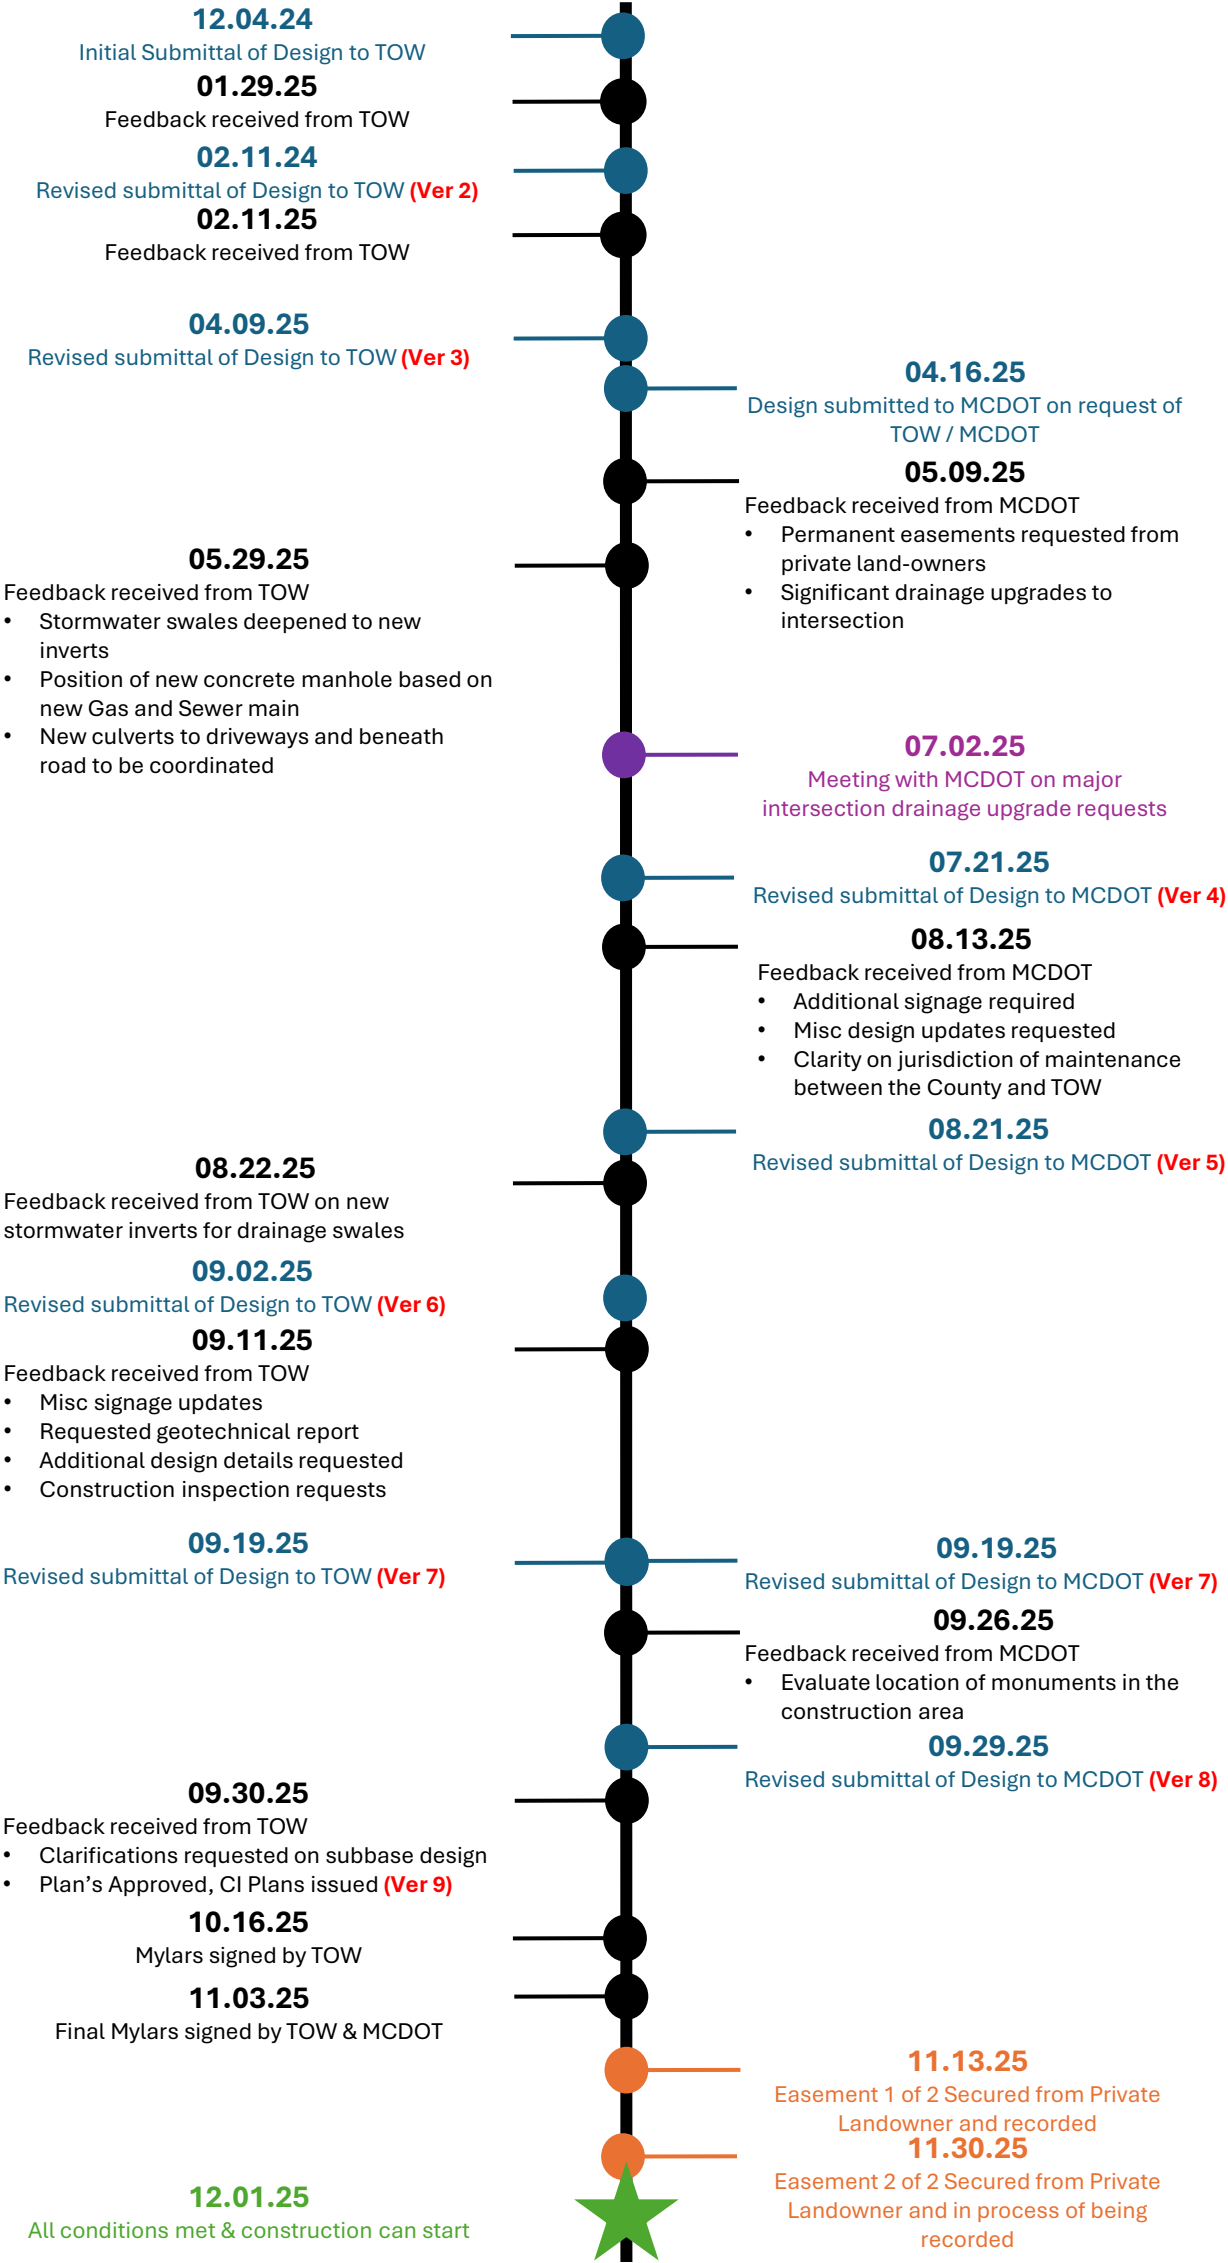 12.04.24
Initial Submittal of Design to TOW
01.29.25
Feedback received from TOW
02.11.24
Revised submittal of Design to TOW (Ver 2)
02.11.25
Feedback received from TOW
04.09.25
Revised submittal of Design to TOW (Ver 3)
04.16.25
Design submitted to MCDOT on request of
TOW / MCDOT
05.09.25
Feedback received from MCDOT
• Permanent easements requested from
private land-owners
• Significant drainage upgrades to
intersection
05.29.25
Feedback received from TOW
• Stormwater swales deepened to new
inverts
• Position of new concrete manhole based on
new Gas and Sewer main
• New culverts to driveways and beneath
road to be coordinated
07.02.25
Meeting with MCDOT on major
intersection drainage upgrade requests
07.21.25
Revised submittal of Design to MCDOT (Ver 4)
08.13.25
Feedback received from MCDOT
• Additional signage required
• Misc design updates requested
• Clarity on jurisdiction of maintenance
between the County and TOW
08.21.25
Revised submittal of Design to MCDOT (Ver 5)
08.22.25
Feedback received from TOW on new
stormwater inverts for drainage swales
09.02.25
Revised submittal of Design to TOW (Ver 6)
09.11.25
Feedback received from TOW
• Misc signage updates
• Requested geotechnical report
• Additional design details requested
• Construction inspection requests
09.19.25
Revised submittal of Design to TOW (Ver 7)
09.19.25
Revised submittal of Design to MCDOT (Ver 7)
09.26.25
Feedback received from MCDOT
• Evaluate location of monuments in the
construction area
09.29.25
Revised submittal of Design to MCDOT (Ver 8)
09.30.25
Feedback received from TOW
• Clarifications requested on subbase design
• Plan's Approved, CI Plans issued (Ver 9)
10.16.25
Mylars signed by TOW
11.03.25
Final Mylars signed by TOW & MCDOT
11.13.25
Easement 1 of 2 Secured from Private
Landowner and recorded
11.30.25
Easement 2 of 2 Secured from Private
Landowner and in process of being
recorded
12.01.25
All conditions met & construction can start